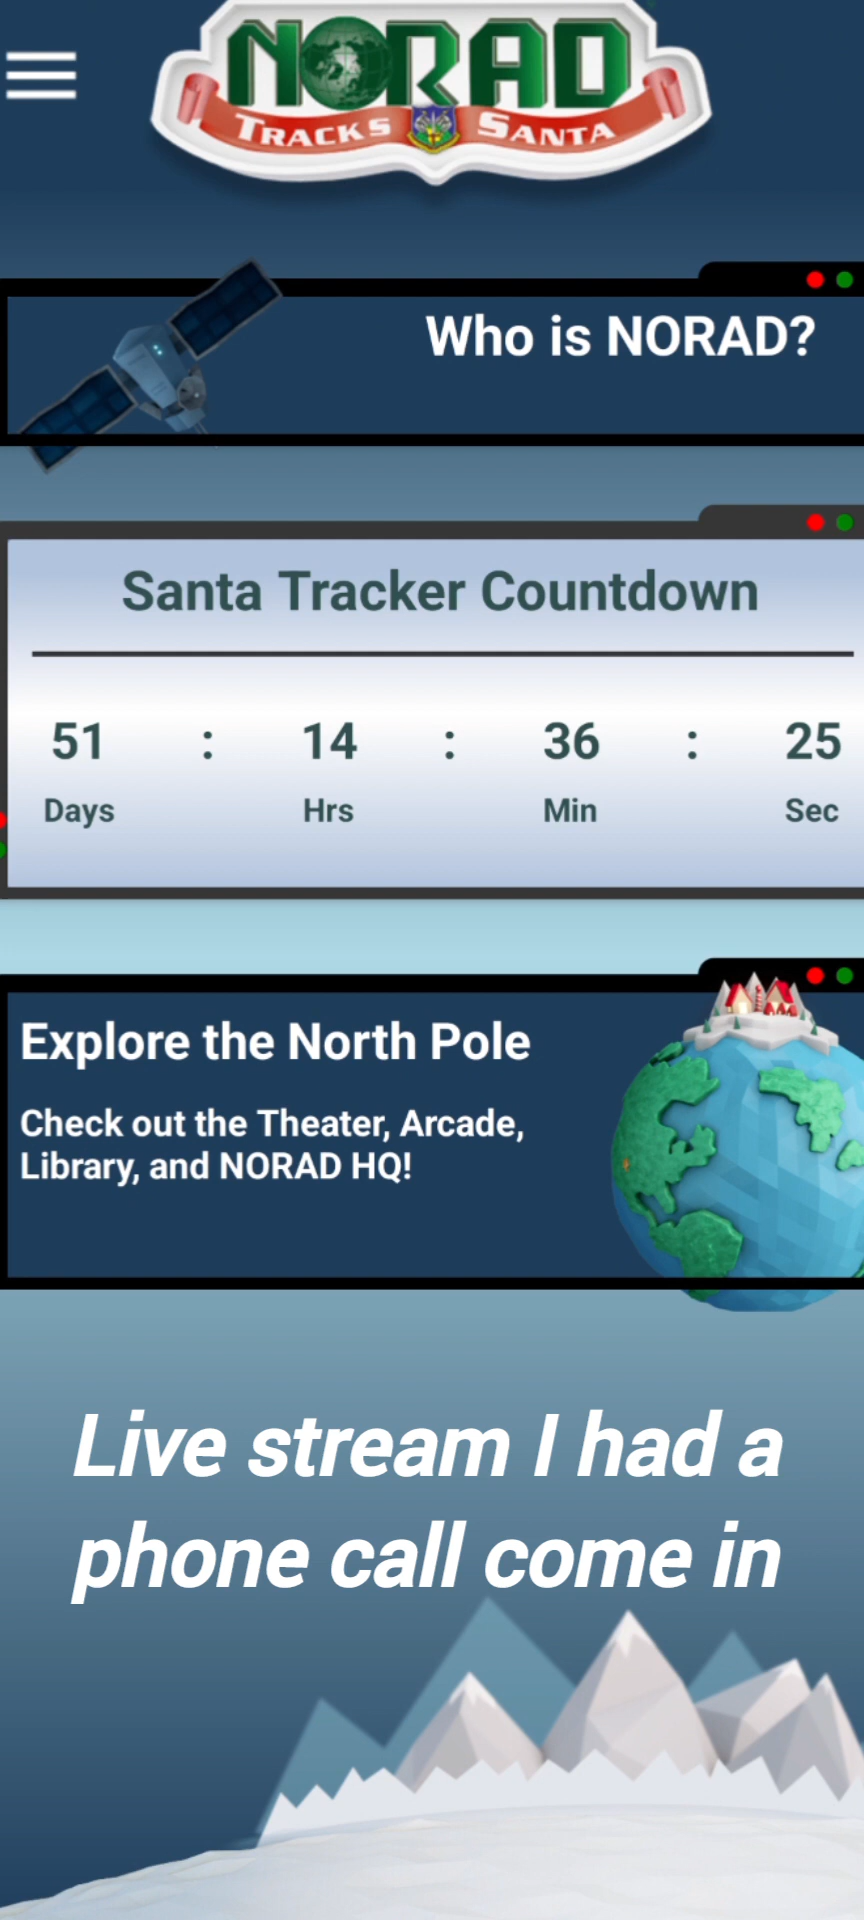 NORAD
TRACKS SANTA
Who is NORAD?
Santa Tracker Countdown
51 : 14 : 36 : 25
Days Hrs Min Sec
Explore the North Pole
Check out the Theater, Arcade,
Library, and NORAD HQ!
Live stream I had a
phone call come in